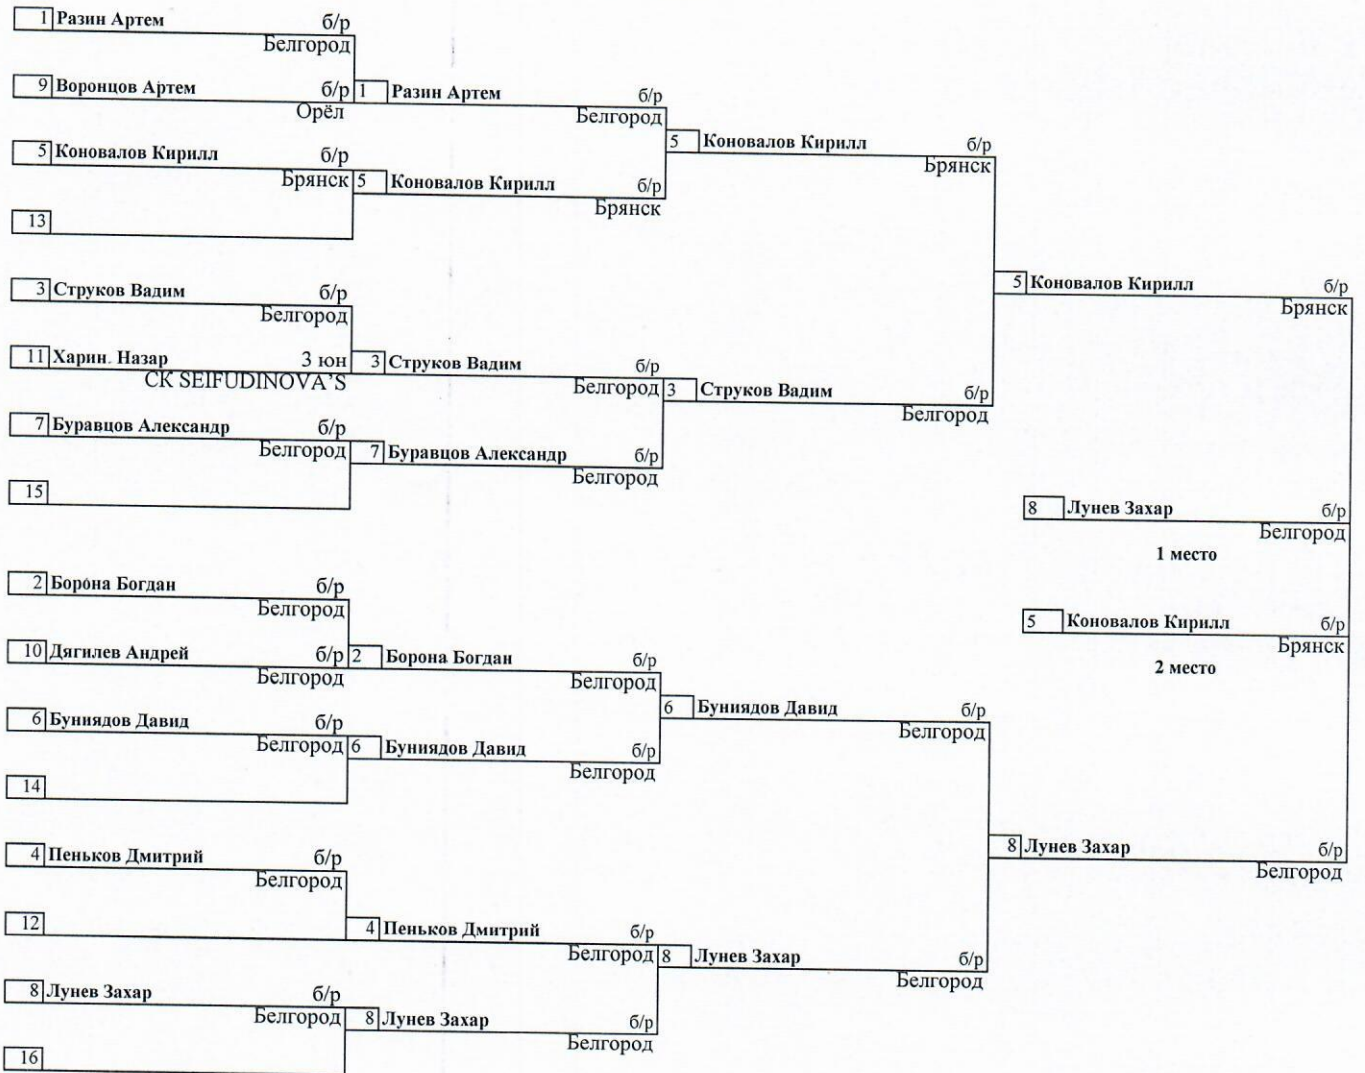 1 Разин Артем б/р
Белгород
9 Воронцов Артем б/р
Орёл
1 Разин Артем б/р
Белгород
5 Коновалов Кирилл б/р
Брянск
5 Коновалов Кирилл б/р
Брянск
13
5 Коновалов Кирилл б/р
Брянск
3 Струков Вадим б/р
Белгород
11 Харин. Назар 3 юн
СК SEIFUDINOVA'S
3 Струков Вадим б/р
Белгород
7 Буравцов Александр б/р
Белгород
7 Буравцов Александр б/р
Белгород
15
3 Струков Вадим б/р
Белгород
5 Коновалов Кирилл б/р
Брянск
8 Лунев Захар б/р
Белгород
1 место
5 Коновалов Кирилл б/р
Брянск
2 место
2 Борона Богдан б/р
Белгород
10 Дягилев Андрей б/р
Белгород
2 Борона Богдан б/р
Белгород
6 Буниядов Давид б/р
Белгород
6 Буниядов Давид б/р
Белгород
14
6 Буниядов Давид б/р
Белгород
4 Пеньков Дмитрий б/р
Белгород
12
4 Пеньков Дмитрий б/р
Белгород
8 Лунев Захар б/р
Белгород
8 Лунев Захар б/р
Белгород
16
8 Лунев Захар б/р
Белгород
8 Лунев Захар б/р
Белгород